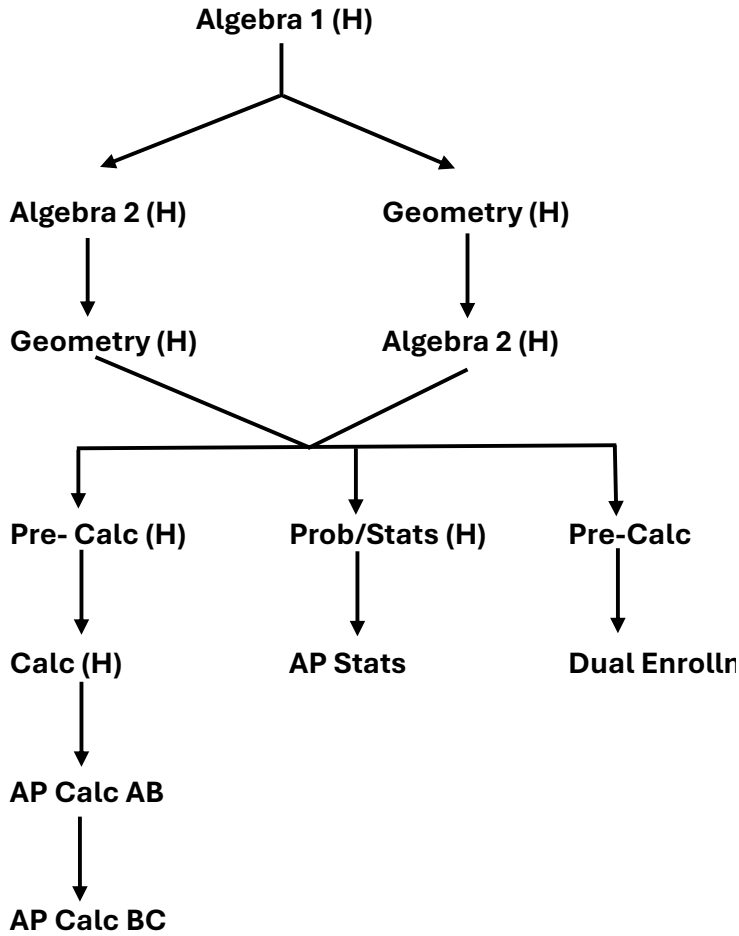 Algebra 1 (H)
Algebra 2 (H)
Geometry (H)
Geometry (H)
Algebra 2 (H)
Pre- Calc (H)
Prob/Stats (H)
Pre-Calc
Calc (H)
AP Stats
Dual
AP Calc AB
AP Calc BC